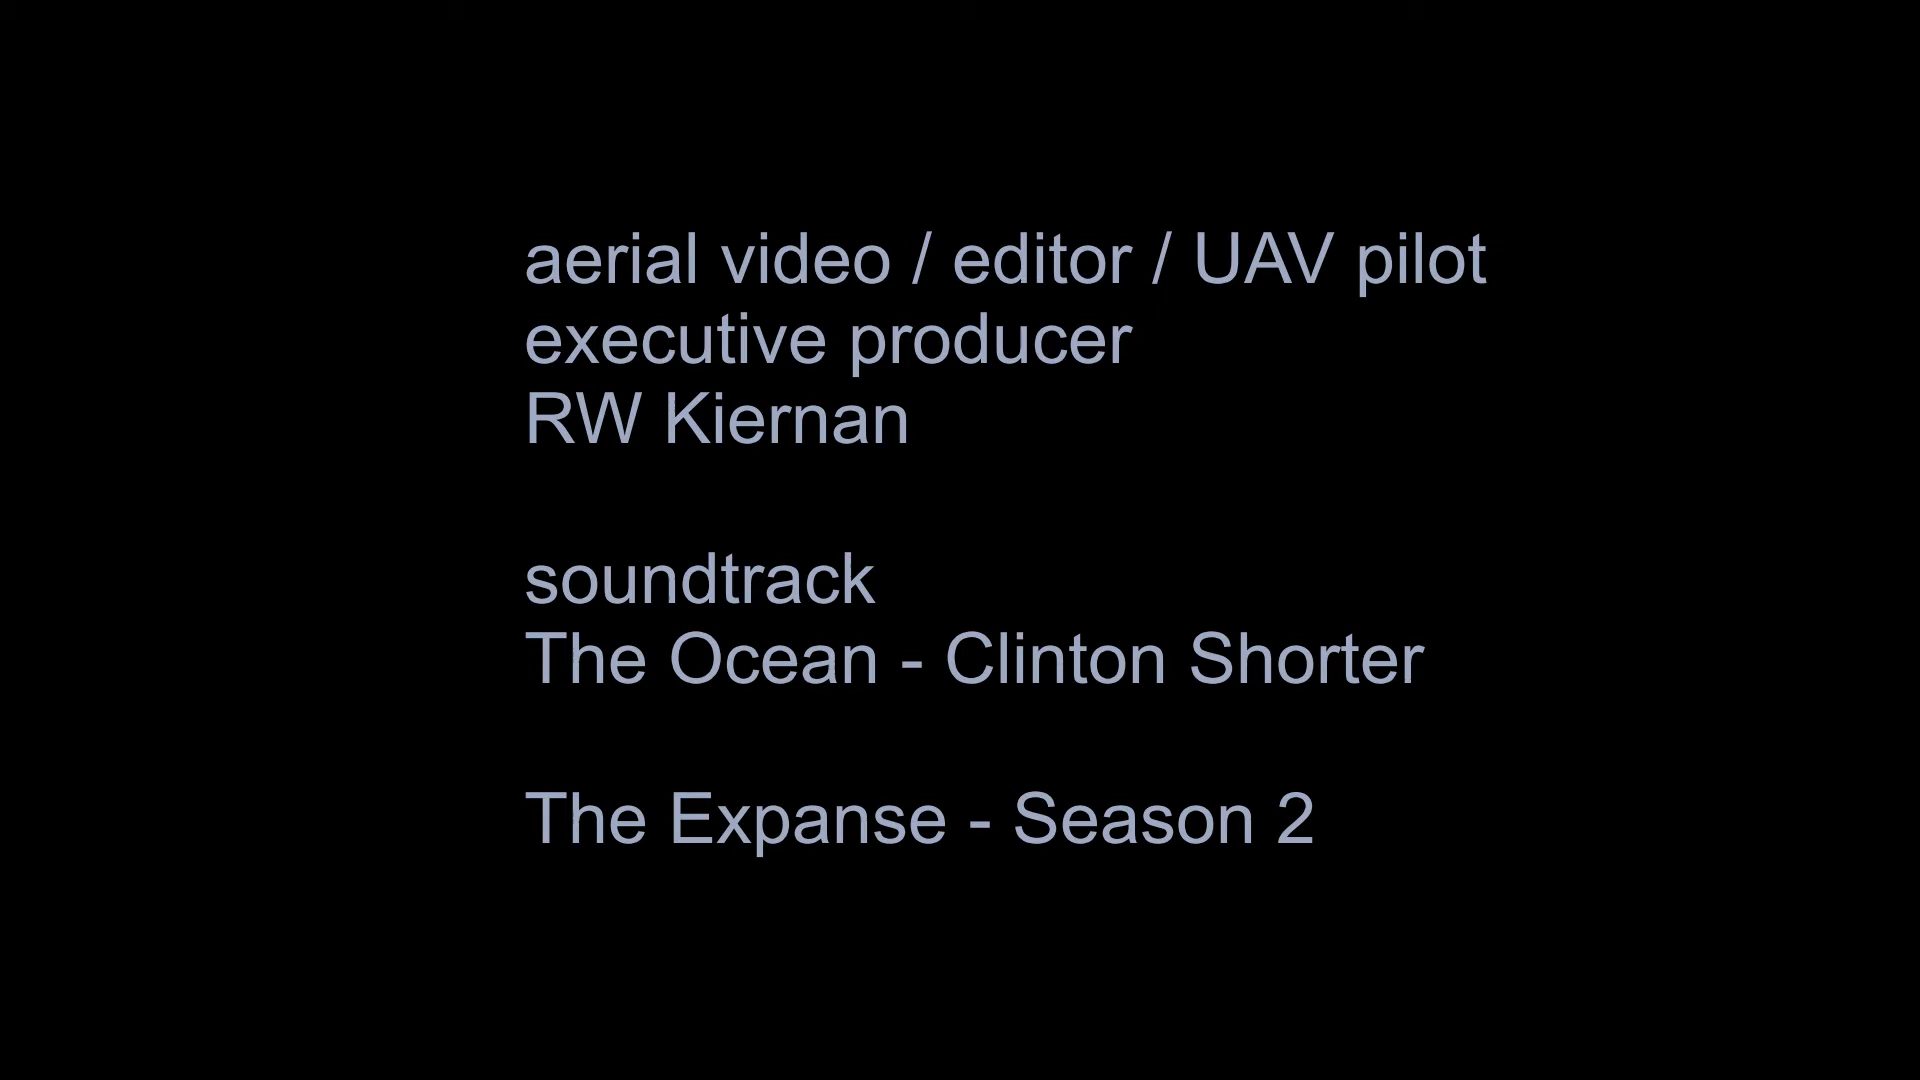 aerial video / editor / UAV pilot
executive producer
RW Kiernan
soundtrack
The Ocean - Clinton Shorter
The Expanse - Season 2